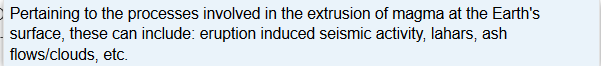 Pertaining to the processes involved in the extrusion of magma at the Earth's
surface, these can include: eruption induced seismic activity, lahars, ash
flows/clouds, etc.